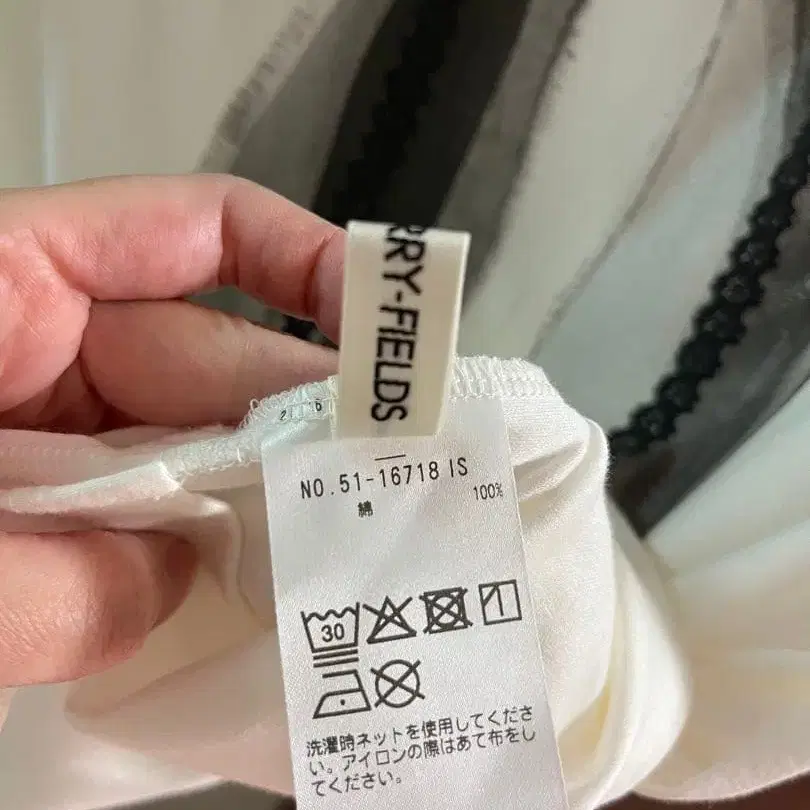 RRY-FIELDS
NO.51-16718 IS
綿 100%
30
洗濯時ネットを使用してくださ
い。アイロンの際はあて布をし
てください。